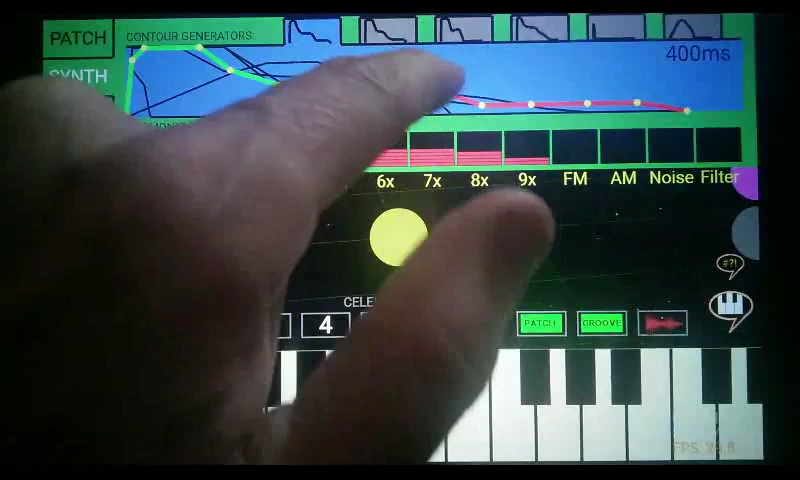 PATCH
CONTOUR GENERATORS.
400ms
SYNTH
6x 7x 8x 9x FM AM Noise Filter
#?!
4
PATCH
GROOVE